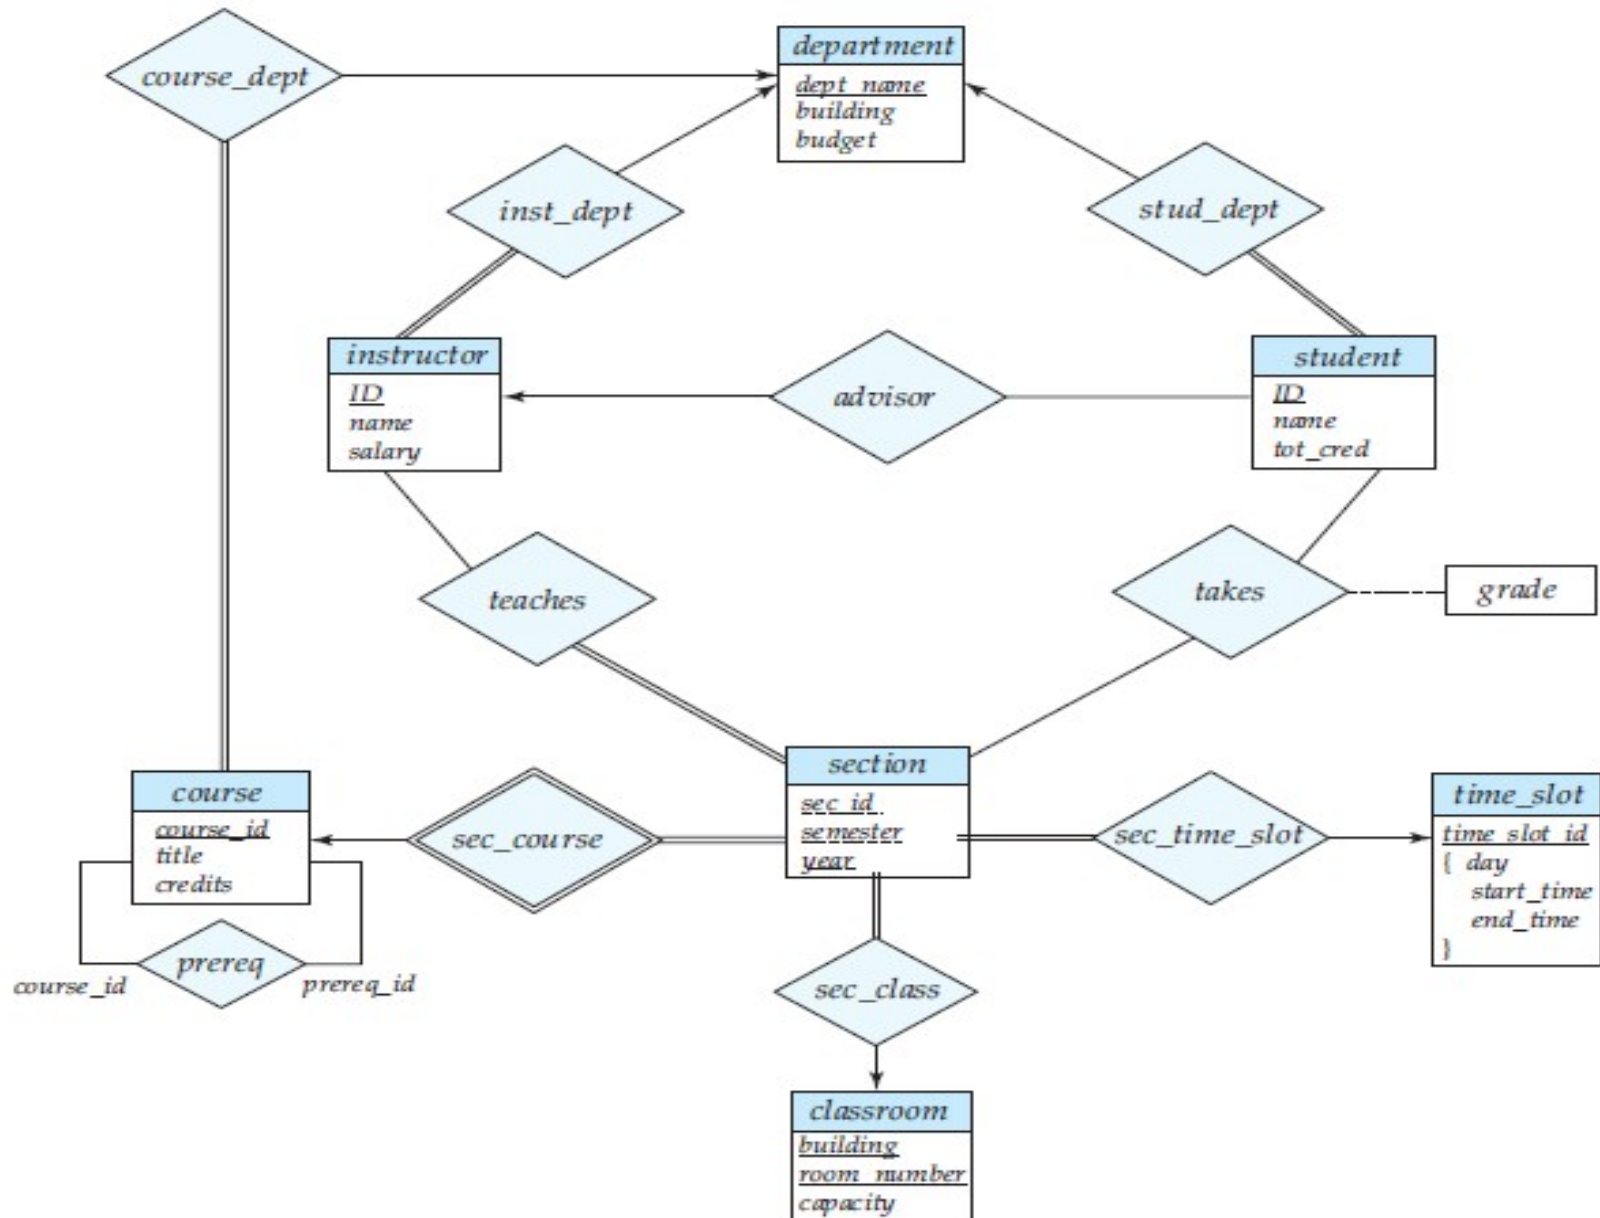 department
course_dept
dept_name
building
budget
inst_dept
stud_dept
instructor
ID
name
salary
advisor
student
ID
name
tot_cred
teaches
takes
grade
section
sec_id
semester
year
course
course_id
title
credits
sec_course
sec_time_slot
time_slot
time_slot_id
{ day
start_time
end_time
}
prereq
course_id
prereq_id
sec_class
classroom
building
room_number
capacity